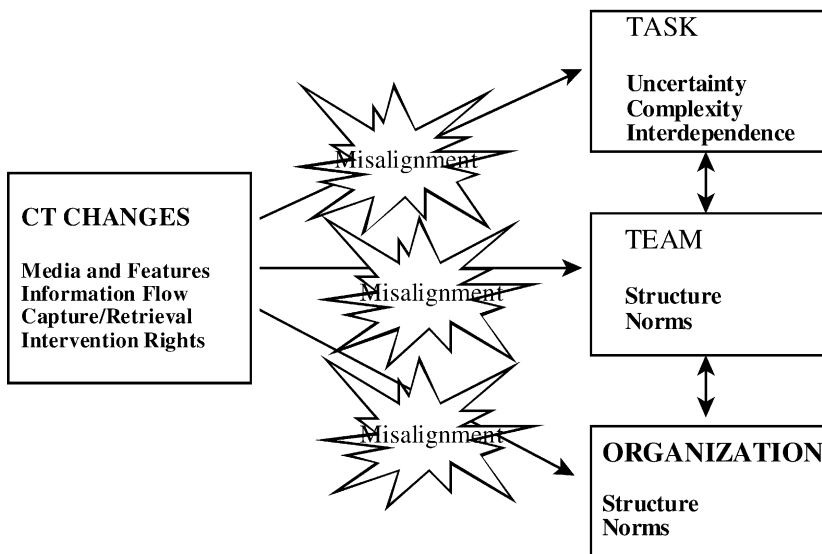 CT CHANGES
Media and Features
Information Flow
Capture/Retrieval
Intervention Rights
Misalignment
Misalignment
Misalignment
TASK
Uncertainty
Complexity
Interdependence
TEAM
Structure
Norms
ORGANIZATION
Structure
Norms